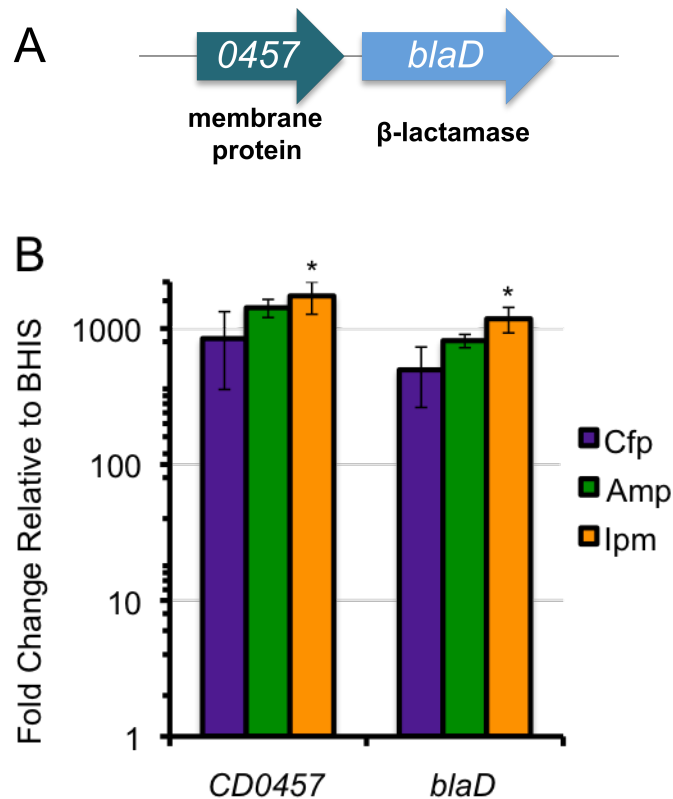 A
0457
blaD
membrane
protein
β-lactamase
B
Fold Change Relative to BHIS
1000
100
10
1
*
*
Cfp
Amp
Ipm
CD0457
blaD